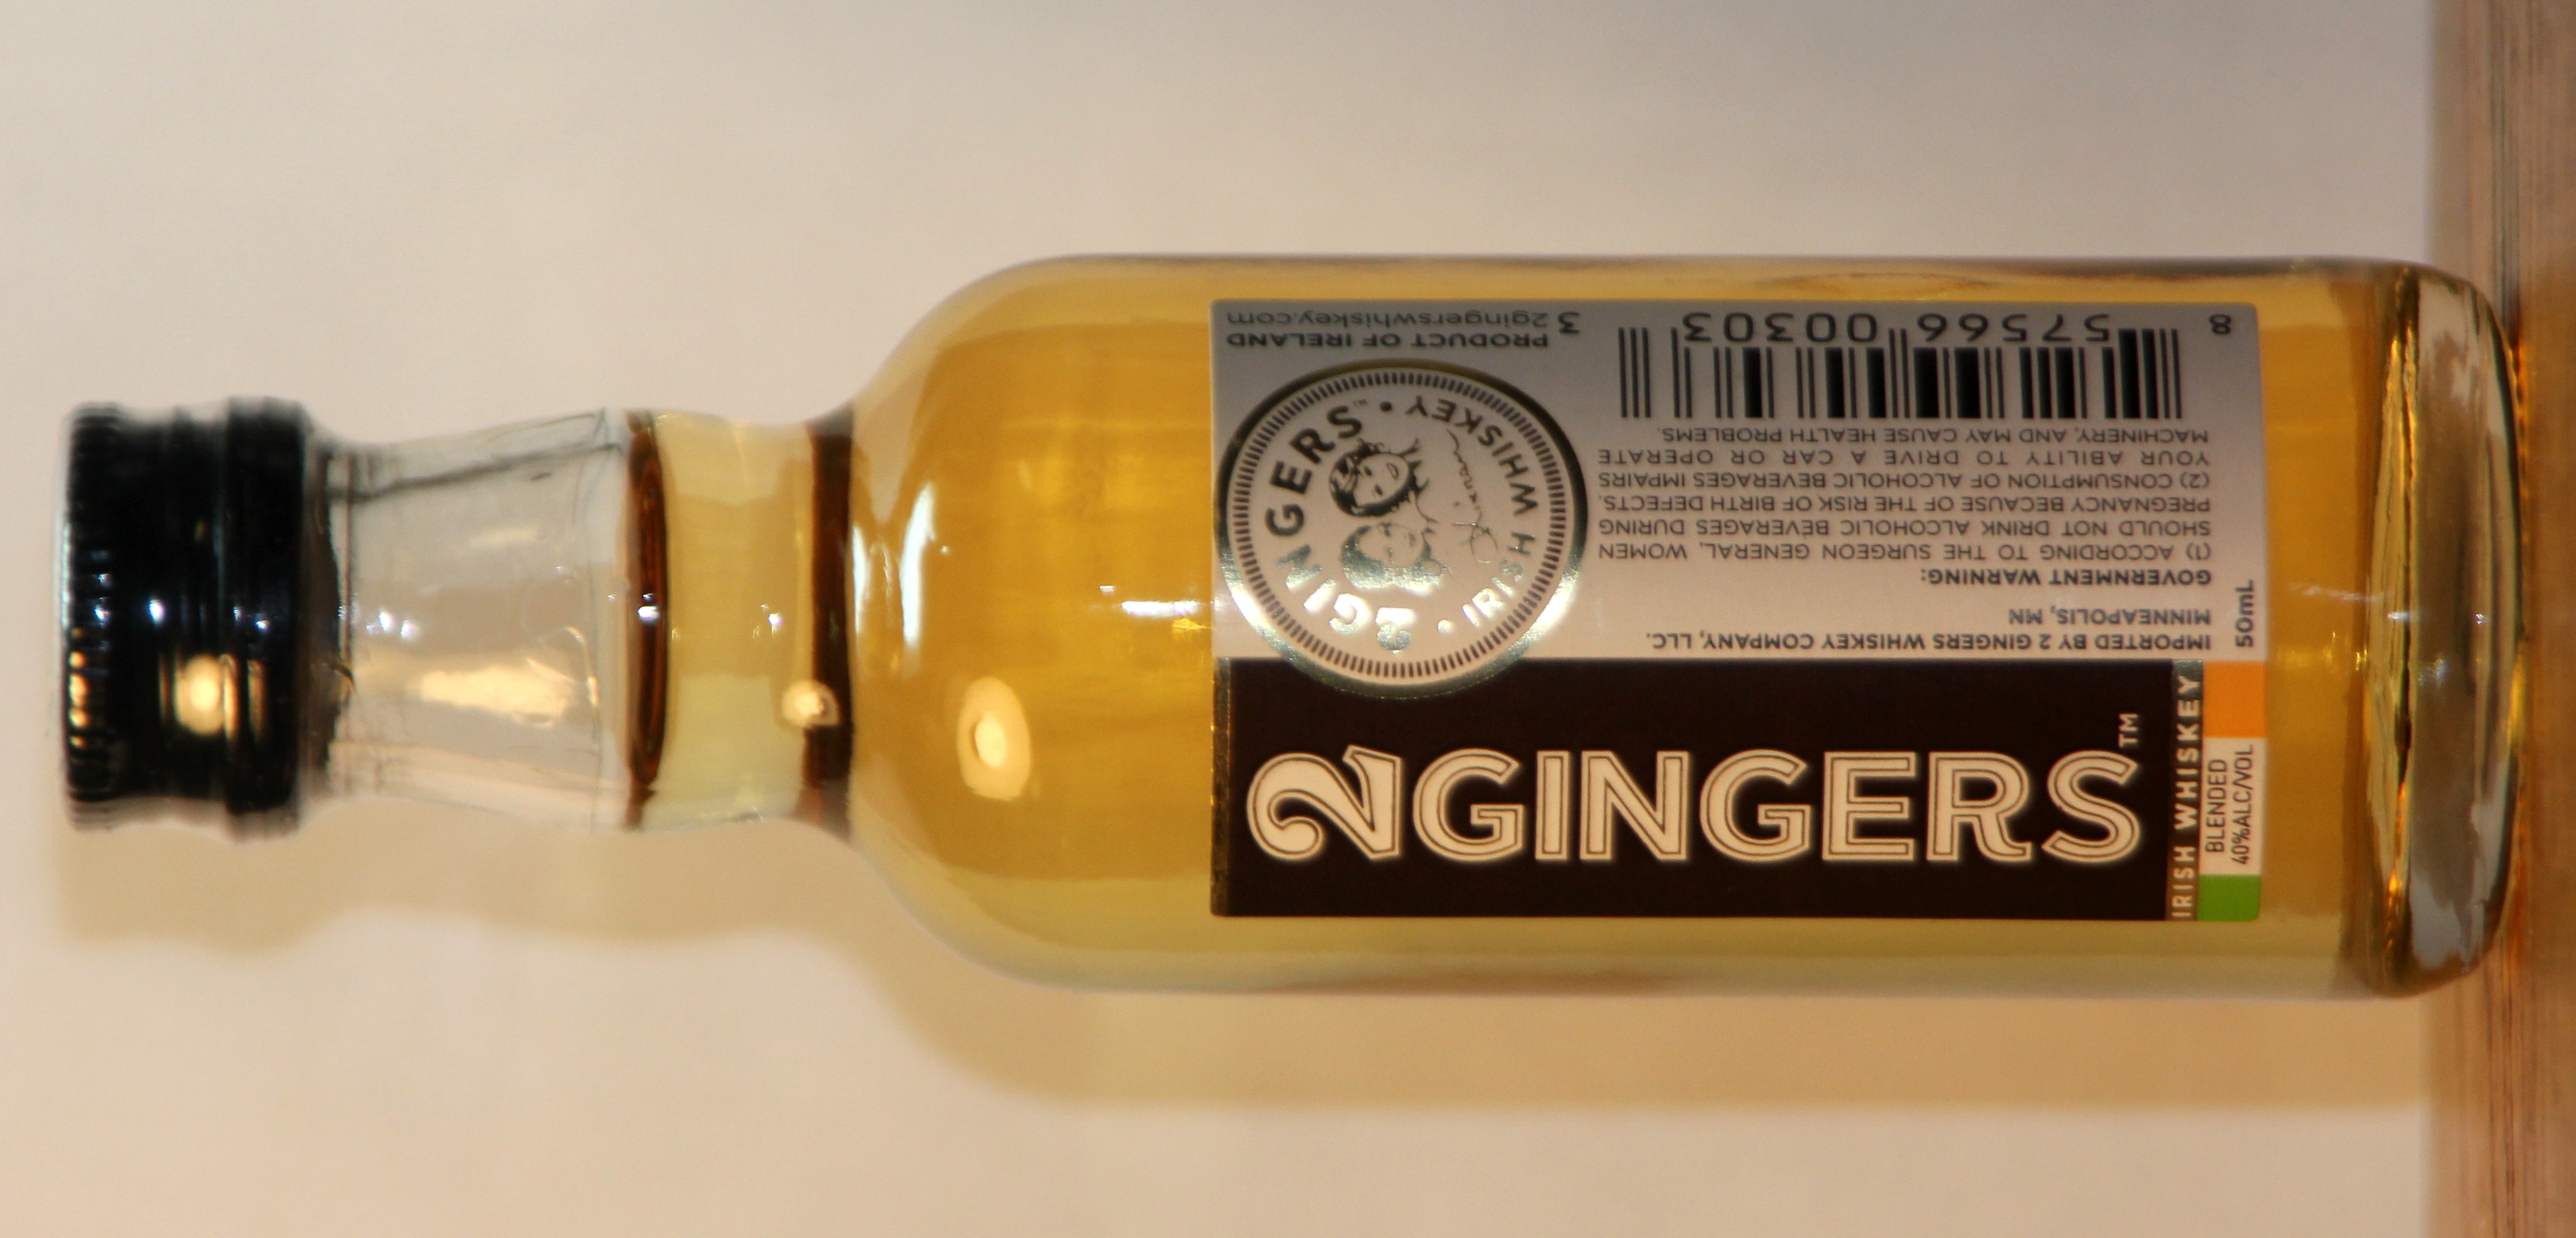 2GINGERS™
IRISH WHISKEY
BLENDED
40%ALC/VOL
50mL
2GINGERS™ • IRISH WHISKEY •
IMPORTED BY 2 GINGERS WHISKEY COMPANY, LLC.
MINNEAPOLIS, MN
GOVERNMENT WARNING:
(1) ACCORDING TO THE SURGEON GENERAL, WOMEN
SHOULD NOT DRINK ALCOHOLIC BEVERAGES DURING
PREGNANCY BECAUSE OF THE RISK OF BIRTH DEFECTS.
(2) CONSUMPTION OF ALCOHOLIC BEVERAGES IMPAIRS
YOUR ABILITY TO DRIVE A CAR OR OPERATE
MACHINERY, AND MAY CAUSE HEALTH PROBLEMS.
8 57566 00303 3
PRODUCT OF IRELAND
2gingerswhiskey.com